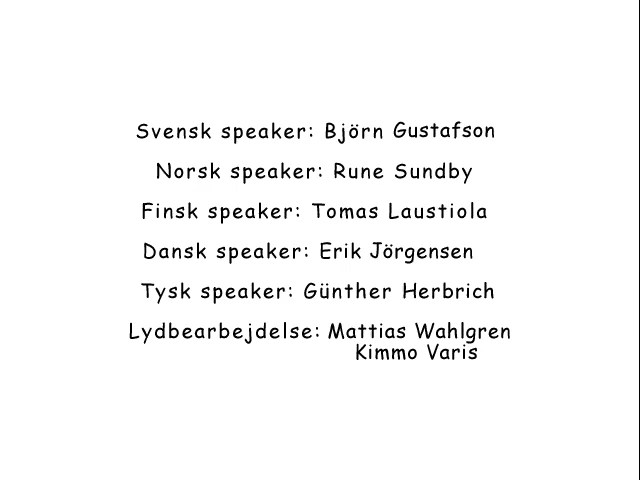 Svensk speaker: Björn Gustafson
Norsk speaker: Rune Sundby
Finsk speaker: Tomas Laustiola
Dansk speaker: Erik Jörgensen
Tysk speaker: Günther Herbrich
Lydbearbejdelse: Mattias Wahlgren
Kimmo Varis